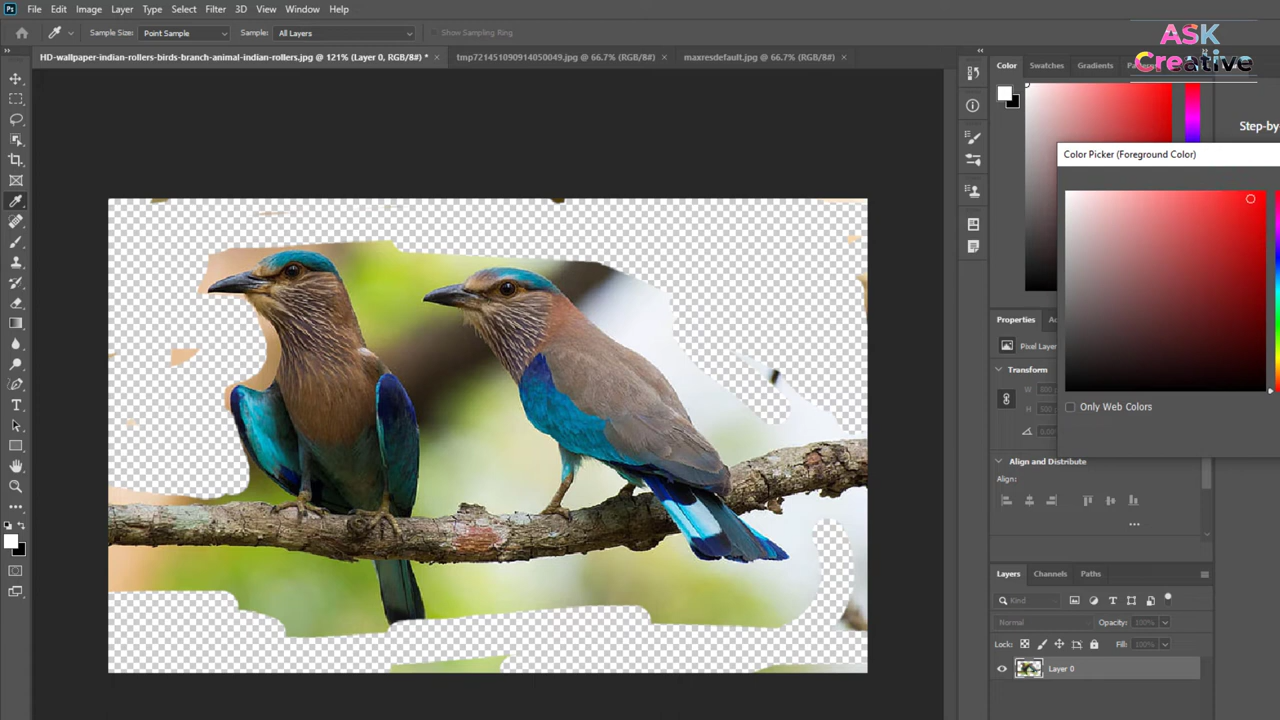 Ps File Edit Image Layer Type Select Filter 3D View Window Help
Sample Size: Point Sample Sample: All Layers Show Sampling Ring
ASK
Creative
HD-wallpaper-indian-rollers-birds-branch-animal-indian-rollers.jpg @ 121% (Layer 0, RGB/8#) * × tmp721451090914050049.jpg @ 66.7% (RGB/8#) × maxresdefault.jpg @ 66.7% (RGB/8#) ×
Color Swatches Gradients
Step-by
Color Picker (Foreground Color)
Properties
Pixel Layer
Transform
W
H
Only Web Colors
Align and Distribute
Align:
Layers Channels Paths
Kind
Normal Opacity: 100%
Lock: Fill: 100%
Layer 0